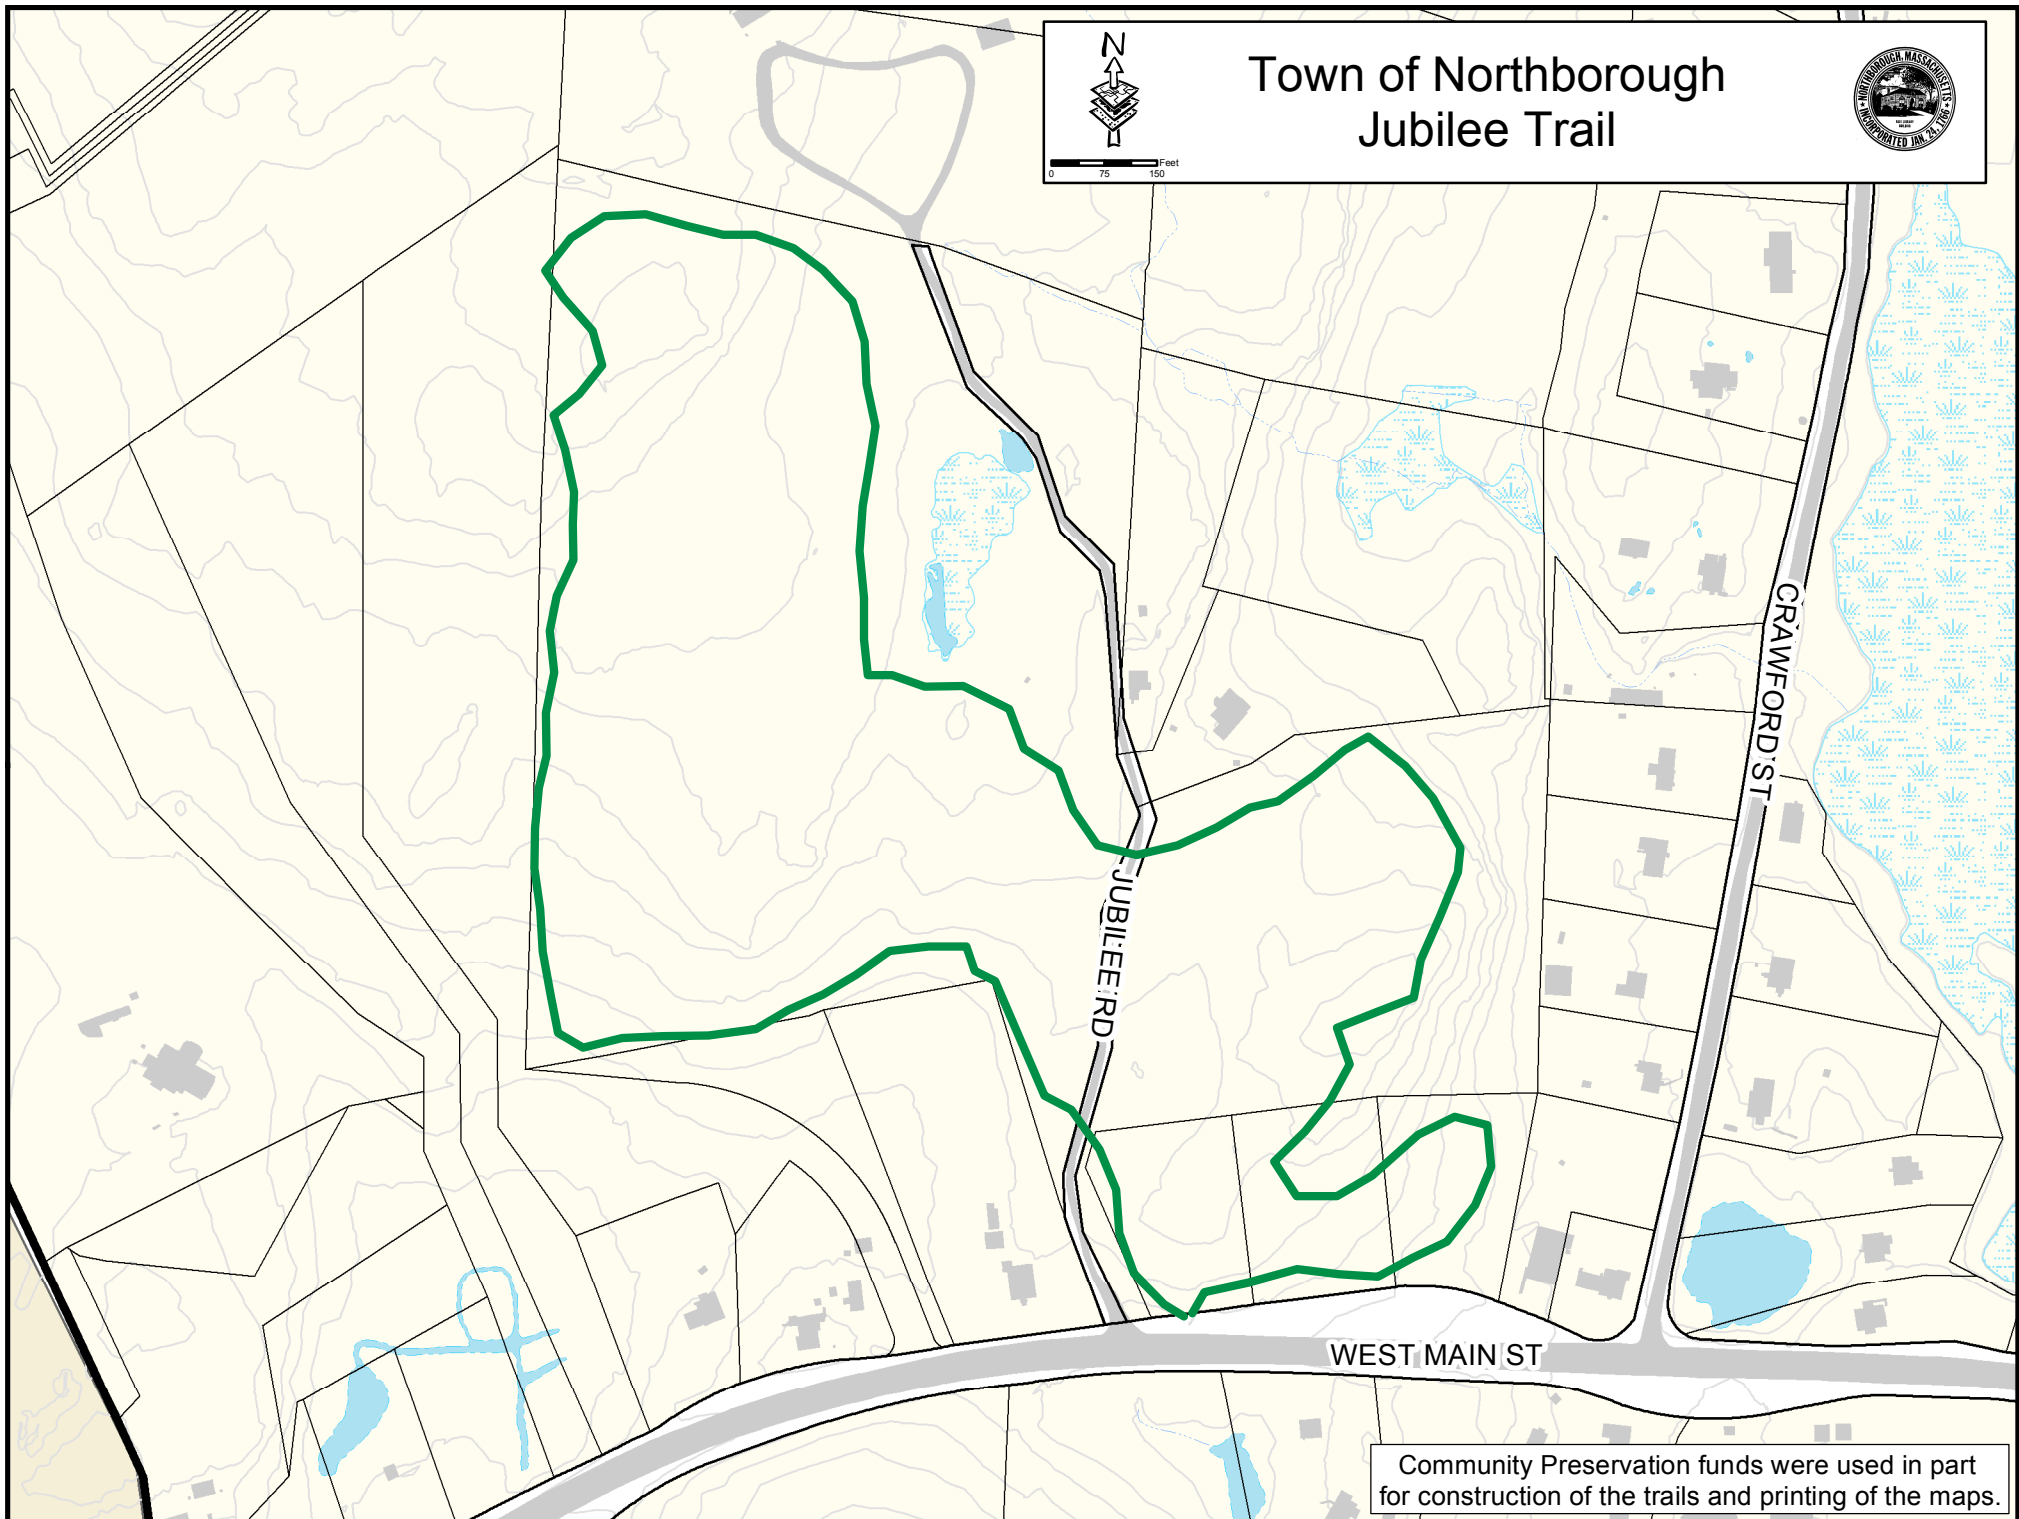 N
Town of Northborough
Jubilee Trail
NORTHBOROUGH, MASSACHUSETTS
INCORPORATED JAN. 24, 1766
Feet
0 75 150
CRAWFORD ST
JUBILEE RD
WEST MAIN ST
Community Preservation funds were used in part
for construction of the trails and printing of the maps.